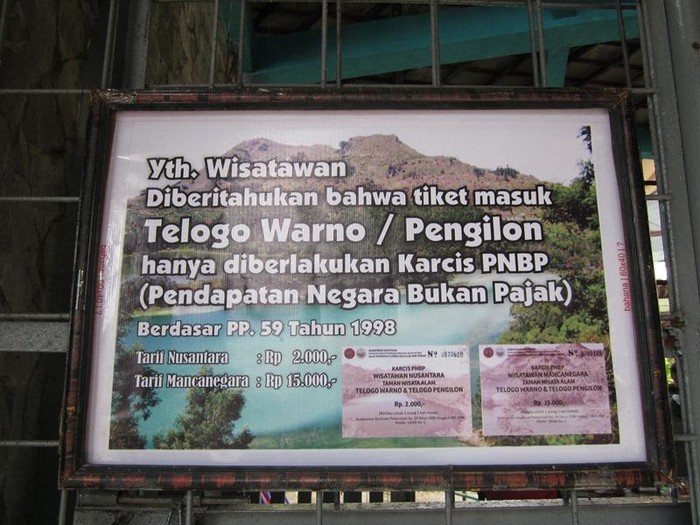 Yth. Wisatawan
Diberitahukan bahwa tiket masuk
Telogo Warno / Pengilon
hanya diberlakukan Karcis PNBP
(Pendapatan Negara Bukan Pajak)
Berdasar PP. 59 Tahun 1998
Tarif Nusantara : Rp 2.000,-
Tarif Mancanegara : Rp 15.000,-
KARCIS PNBP
WISATAWAN NUSANTARA
TAMAN WISATA ALAM
TELOGO WARNO & TELOGO PENGILON
Rp. 2.000,-
KARCIS PNBP
WISATAWAN MANCANEGARA
TAMAN WISATA ALAM
TELOGO WARNO & TELOGO PENGILON
Rp. 15.000,-